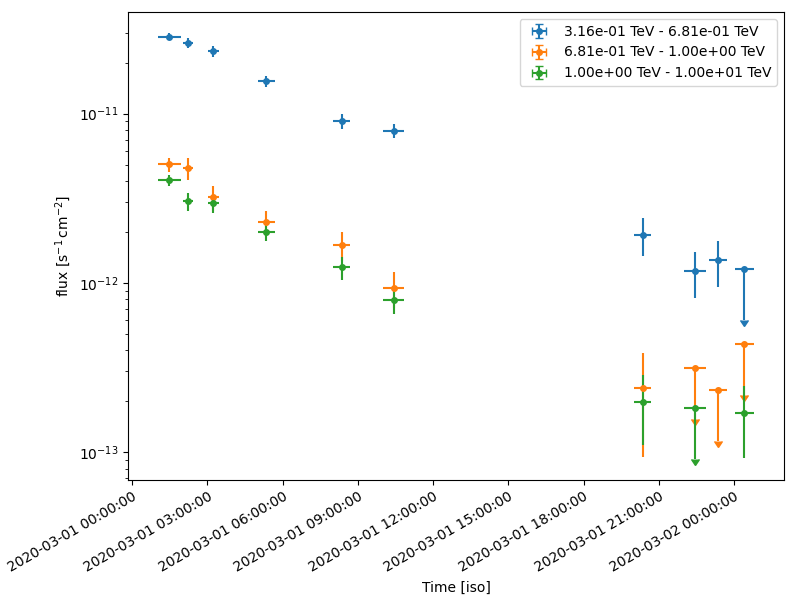 3.16e-01 TeV - 6.81e-01 TeV
6.81e-01 TeV - 1.00e+00 TeV
1.00e+00 TeV - 1.00e+01 TeV
10⁻¹¹
10⁻¹²
10⁻¹³
flux [s⁻¹ cm⁻²]
2020-03-01 00:00:00
2020-03-01 03:00:00
2020-03-01 06:00:00
2020-03-01 09:00:00
2020-03-01 12:00:00
2020-03-01 15:00:00
2020-03-01 18:00:00
2020-03-01 21:00:00
2020-03-02 00:00:00
Time [iso]